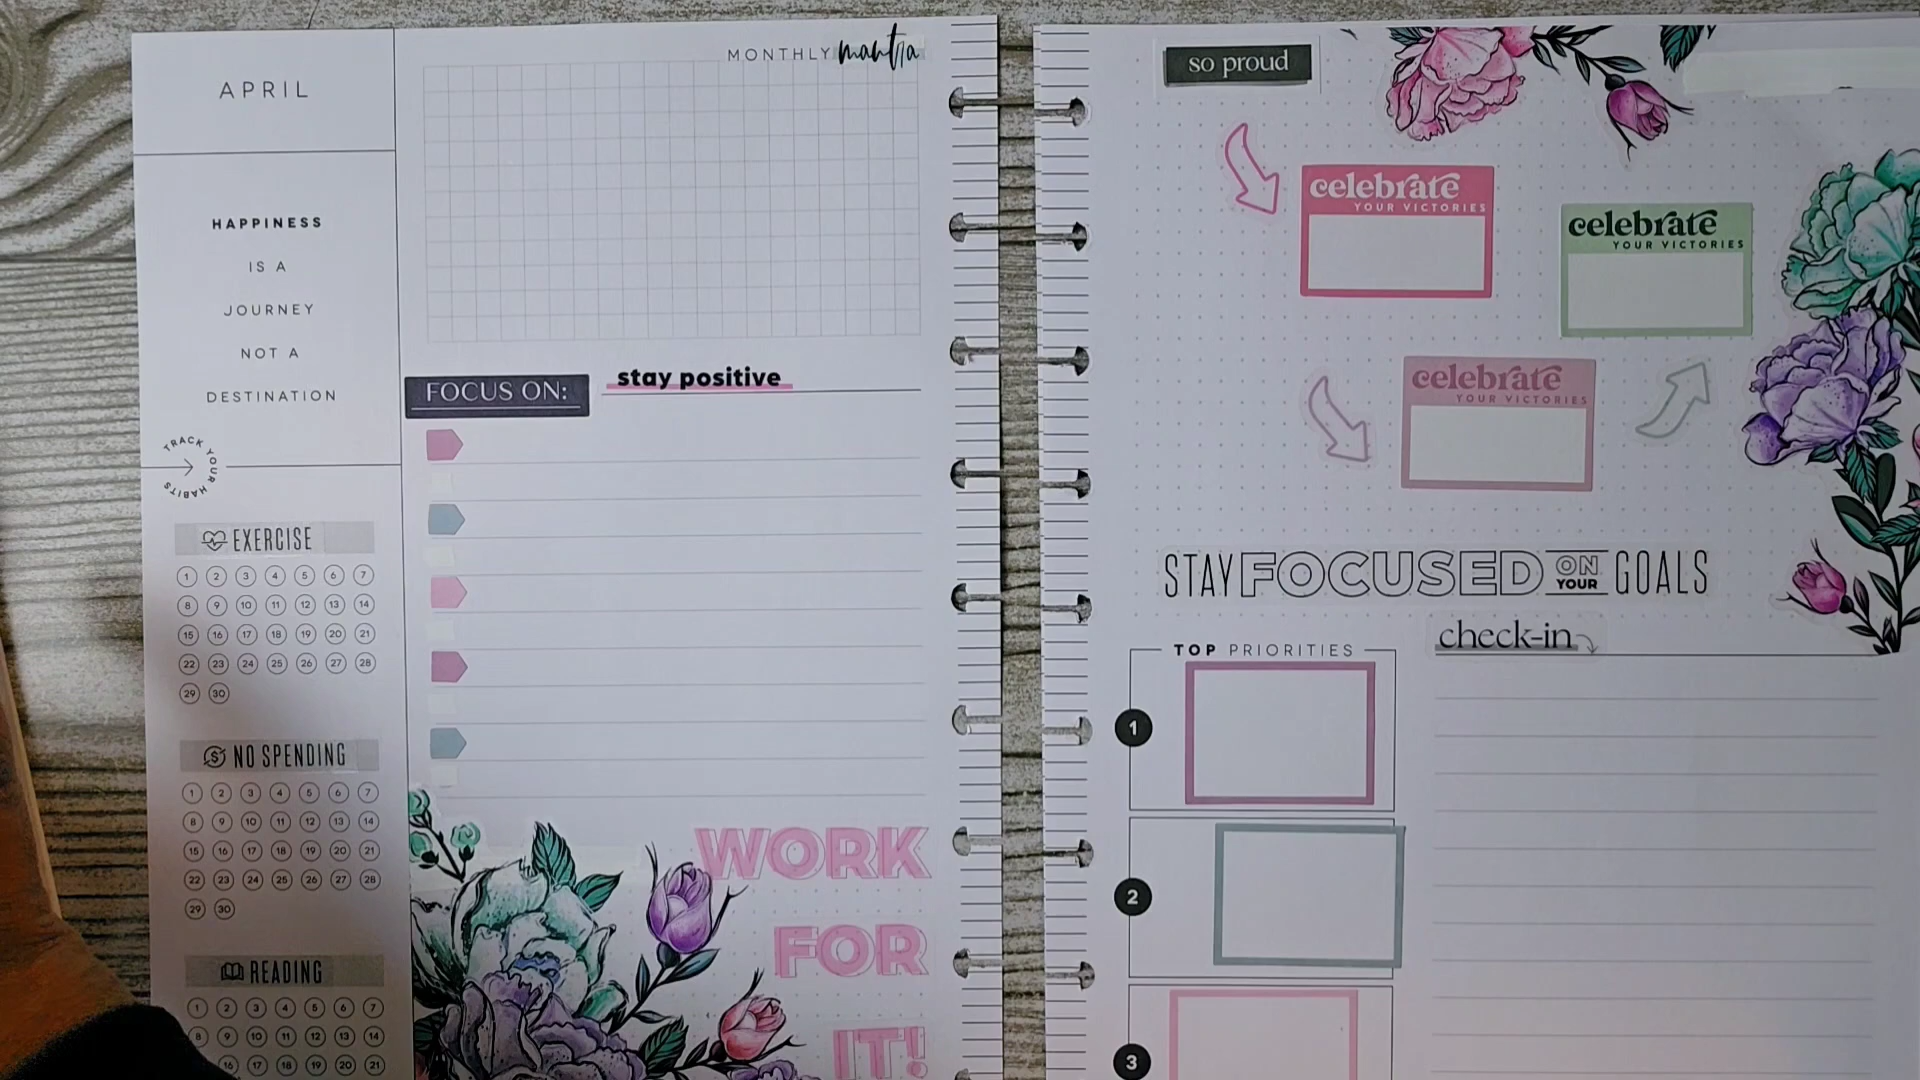 APRIL
HAPPINESS
IS A
JOURNEY
NOT A
DESTINATION
TRACK YOUR HABITS
EXERCISE
1 2 3 4 5 6 7
8 9 10 11 12 13 14
15 16 17 18 19 20 21
22 23 24 25 26 27 28
29 30
NO SPENDING
1 2 3 4 5 6 7
8 9 10 11 12 13 14
15 16 17 18 19 20 21
22 23 24 25 26 27 28
29 30
READING
1 2 3 4 5 6 7
8 9 10 11 12 13 14
16 17 18 19 20 21
MONTHLY mantra
FOCUS ON: stay positive
WORK
FOR
IT!
so proud
celebrate
YOUR VICTORIES
celebrate
YOUR VICTORIES
celebrate
YOUR VICTORIES
STAY FOCUSED ON YOUR GOALS
TOP PRIORITIES
1
2
3
check-in